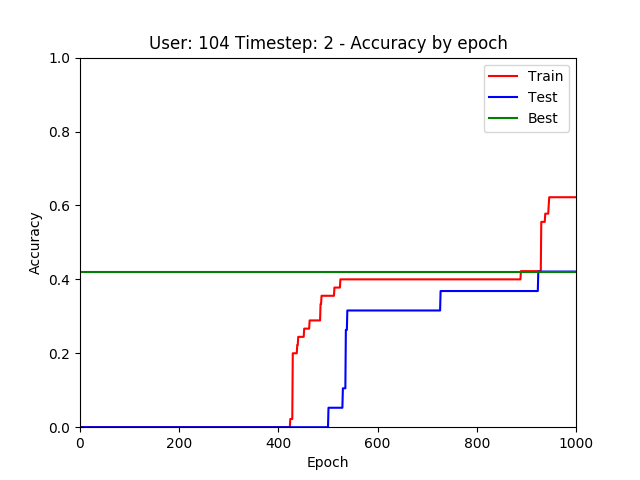 User: 104 Timestep: 2 - Accuracy by epoch
1.0
0.8
0.6
0.4
0.2
0.0
Accuracy
Train
Test
Best
0 200 400 600 800 1000
Epoch